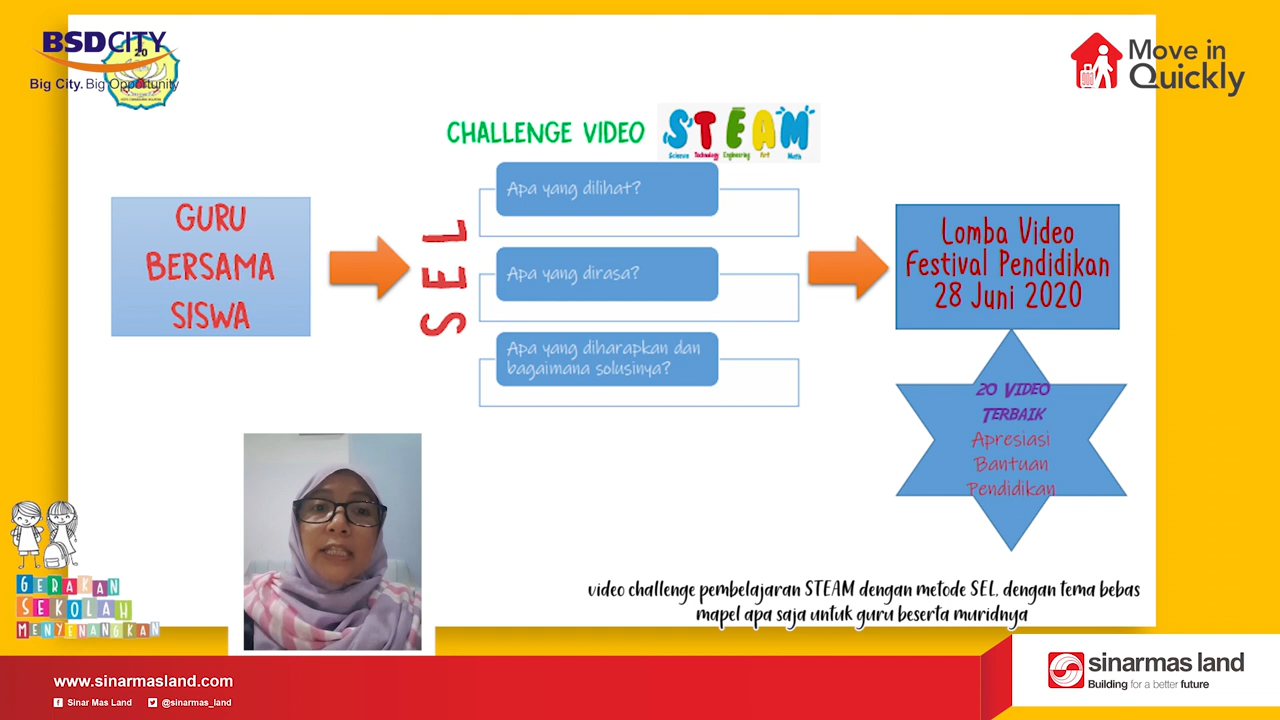 BSDCITY
Big City. Big Opportunity
20
Move in
Quickly
CHALLENGE VIDEO
STEAM
Science Technology Engineering Art Math
GURU
BERSAMA
SISWA
SEL
Apa yang dilihat?
Apa yang dirasa?
Apa yang diharapkan dan
bagaimana solusinya?
Lomba Video
Festival Pendidikan
28 Juni 2020
20 VIDEO
TERBAIK
Apresiasi
Bantuan
Pendidikan
GERAKAN
SEKOLAH
MENYENANGKAN
video challenge pembelajaran STEAM dengan metode SEL, dengan tema bebas
mapel apa saja untuk guru beserta muridnya
www.sinarmasland.com
Sinar Mas Land
@sinarmas_land
sinarmas land
Building for a better future